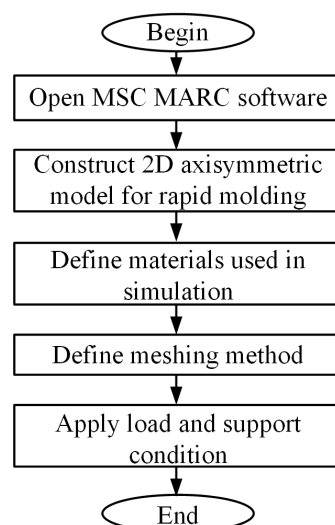 Begin
Open MSC MARC software
Construct 2D axisymmetric
model for rapid molding
Define materials used in
simulation
Define meshing method
Apply load and support
condition
End